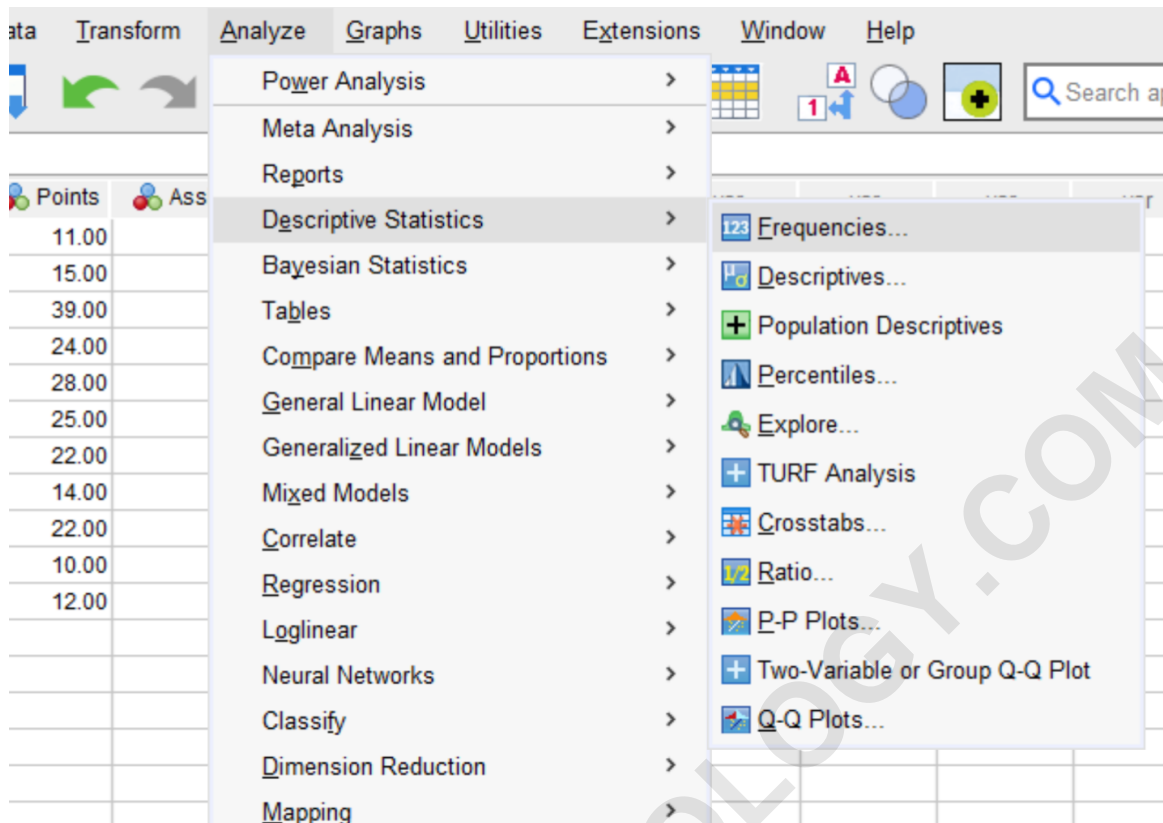 ata Transform Analyze Graphs Utilities Extensions Window Help
Search ap
Power Analysis
Meta Analysis
Reports
Descriptive Statistics
Bayesian Statistics
Tables
Compare Means and Proportions
General Linear Model
Generalized Linear Models
Mixed Models
Correlate
Regression
Loglinear
Neural Networks
Classify
Dimension Reduction
Mapping
Points Ass
11.00
15.00
39.00
24.00
28.00
25.00
22.00
14.00
22.00
10.00
12.00
Frequencies...
Descriptives...
Population Descriptives
Percentiles...
Explore...
TURF Analysis
Crosstabs...
Ratio...
P-P Plots...
Two-Variable or Group Q-Q Plot
Q-Q Plots...
OLOGY.COM